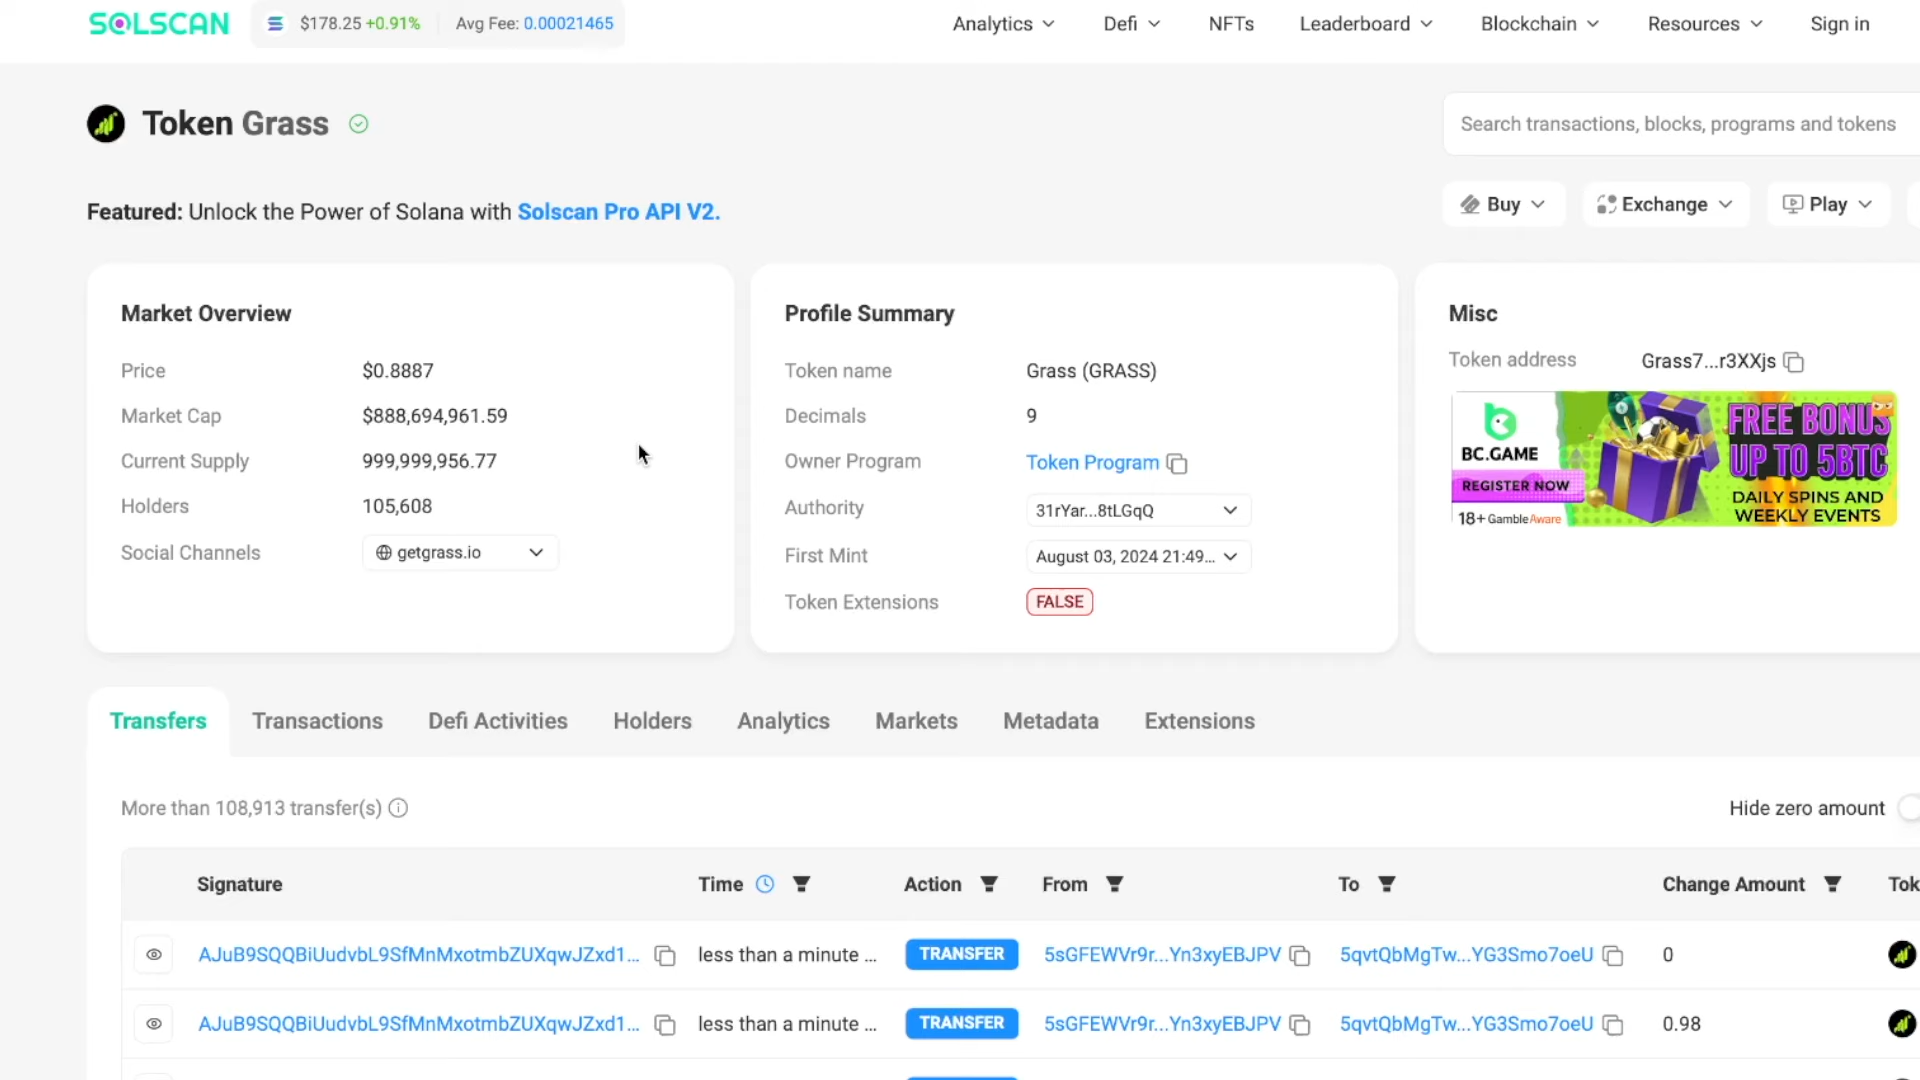 SOLSCAN
$178.25 +0.91% Avg Fee: 0.00021465
Analytics Defi NFTs Leaderboard Blockchain Resources Sign in
Token Grass
Search transactions, blocks, programs and tokens
Featured: Unlock the Power of Solana with Solscan Pro API V2.
Buy Exchange Play
Market Overview
Price $0.8887
Market Cap $888,694,961.59
Current Supply 999,999,956.77
Holders 105,608
Social Channels getgrass.io
Profile Summary
Token name Grass (GRASS)
Decimals 9
Owner Program Token Program
Authority 31rYar...8tLGqQ
First Mint August 03, 2024 21:49...
Token Extensions FALSE
Misc
Token address Grass7...r3XXjs
BC.GAME
REGISTER NOW
18+ GambleAware
FREE BONUS
UP TO 5BTC
DAILY SPINS AND
WEEKLY EVENTS
Transfers Transactions Defi Activities Holders Analytics Markets Metadata Extensions
More than 108,913 transfer(s)
Hide zero amount
Signature Time Action From To Change Amount Tok
AJuB9SQQBiUudvbL9SfMnMxotmbZUXqwJZxd1... less than a minute ... TRANSFER 5sGFEWVr9r...Yn3xyEBJPV 5qvtQbMgTw...YG3Smo7oeU 0
AJuB9SQQBiUudvbL9SfMnMxotmbZUXqwJZxd1... less than a minute ... TRANSFER 5sGFEWVr9r...Yn3xyEBJPV 5qvtQbMgTw...YG3Smo7oeU 0.98